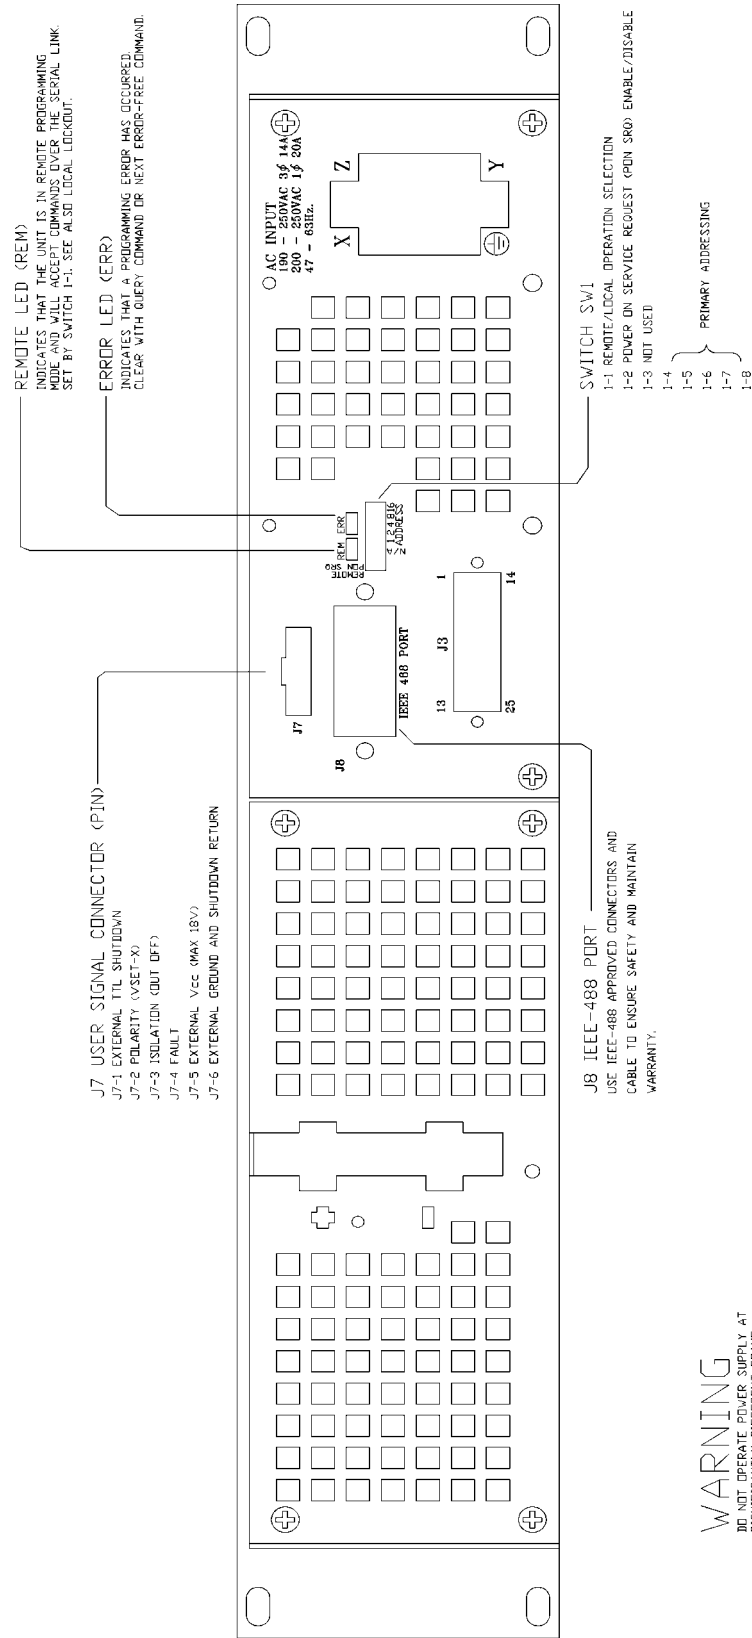 J7 USER SIGNAL CONNECTOR (PIN)
J7-1 EXTERNAL TTL SHUTDOWN
J7-2 POLARITY (VSET-X)
J7-3 ISOLATION (OUT OFF)
J7-4 FAULT
J7-5 EXTERNAL Vcc (MAX 18V)
J7-6 EXTERNAL GROUND AND SHUTDOWN RETURN
REMOTE LED (REM)
INDICATES THAT THE UNIT IS IN REMOTE PROGRAMMING
MODE AND WILL ACCEPT COMMANDS OVER THE SERIAL LINK.
SET BY SWITCH 1-1. SEE ALSO LOCAL LOCKOUT.
ERROR LED (ERR)
INDICATES THAT A PROGRAMMING ERROR HAS OCCURRED.
CLEAR WITH QUERY COMMAND OR NEXT ERROR-FREE COMMAND.
AC INPUT
190 - 250VAC 3ϕ 14A
200 - 250VAC 1ϕ 20A
47 - 63Hz.
X Z
Y
J7
J8
IEEE 488 PORT
REMOTE
PON SRQ
REM ERR
1 2 4 8 16
ADDRESS
J3
13 1
25 14
J8 IEEE-488 PORT
USE IEEE-488 APPROVED CONNECTORS AND
CABLE TO ENSURE SAFETY AND MAINTAIN
WARRANTY.
SWITCH SW1
1-1 REMOTE/LOCAL OPERATION SELECTION
1-2 POWER ON SERVICE REQUEST (PON SRQ) ENABLE/DISABLE
1-3 NOT USED
1-4
1-5
1-6 PRIMARY ADDRESSING
1-7
1-8
WARNING
DO NOT OPERATE POWER SUPPLY AT